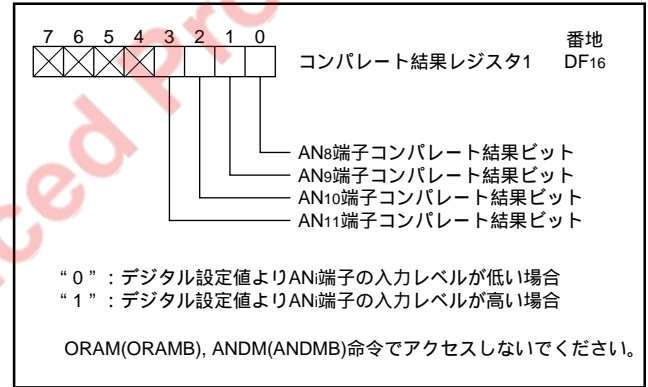 7 6 5 4 3 2 1 0 番地
コンパレート結果レジスタ1 DF16
AN8端子コンパレート結果ビット
AN9端子コンパレート結果ビット
AN10端子コンパレート結果ビット
AN11端子コンパレート結果ビット
“ 0 ” : デジタル設定値よりANi端子の入力レベルが低い場合
“ 1 ” : デジタル設定値よりANi端子の入力レベルが高い場合
ORAM(ORAMB), ANDM(ANDMB)命令でアクセスしないでください。